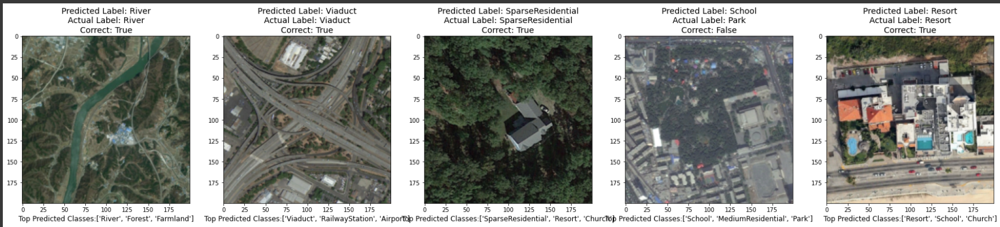 Predicted Label: River
Actual Label: River
Correct: True
Predicted Label: Viaduct
Actual Label: Viaduct
Correct: True
Predicted Label: SparseResidential
Actual Label: SparseResidential
Correct: True
Predicted Label: School
Actual Label: Park
Correct: False
Predicted Label: Resort
Actual Label: Resort
Correct: True
0
25
50
75
100
125
150
175
0 25 50 75 100 125 150 175
Top Predicted Classes:['River', 'Forest', 'Farmland']
0
25
50
75
100
125
150
175
0 25 50 75 100 125 150 175
Top Predicted Classes:['Viaduct', 'RailwayStation', 'Airport']
0
25
50
75
100
125
150
175
0 25 50 75 100 125 150 175
Top Predicted Classes:['SparseResidential', 'Resort', 'Church']
0
25
50
75
100
125
150
175
0 25 50 75 100 125 150 175
Top Predicted Classes:['School', 'MediumResidential', 'Park']
0
25
50
75
100
125
150
175
0 25 50 75 100 125 150 175
Top Predicted Classes:['Resort', 'School', 'Church']